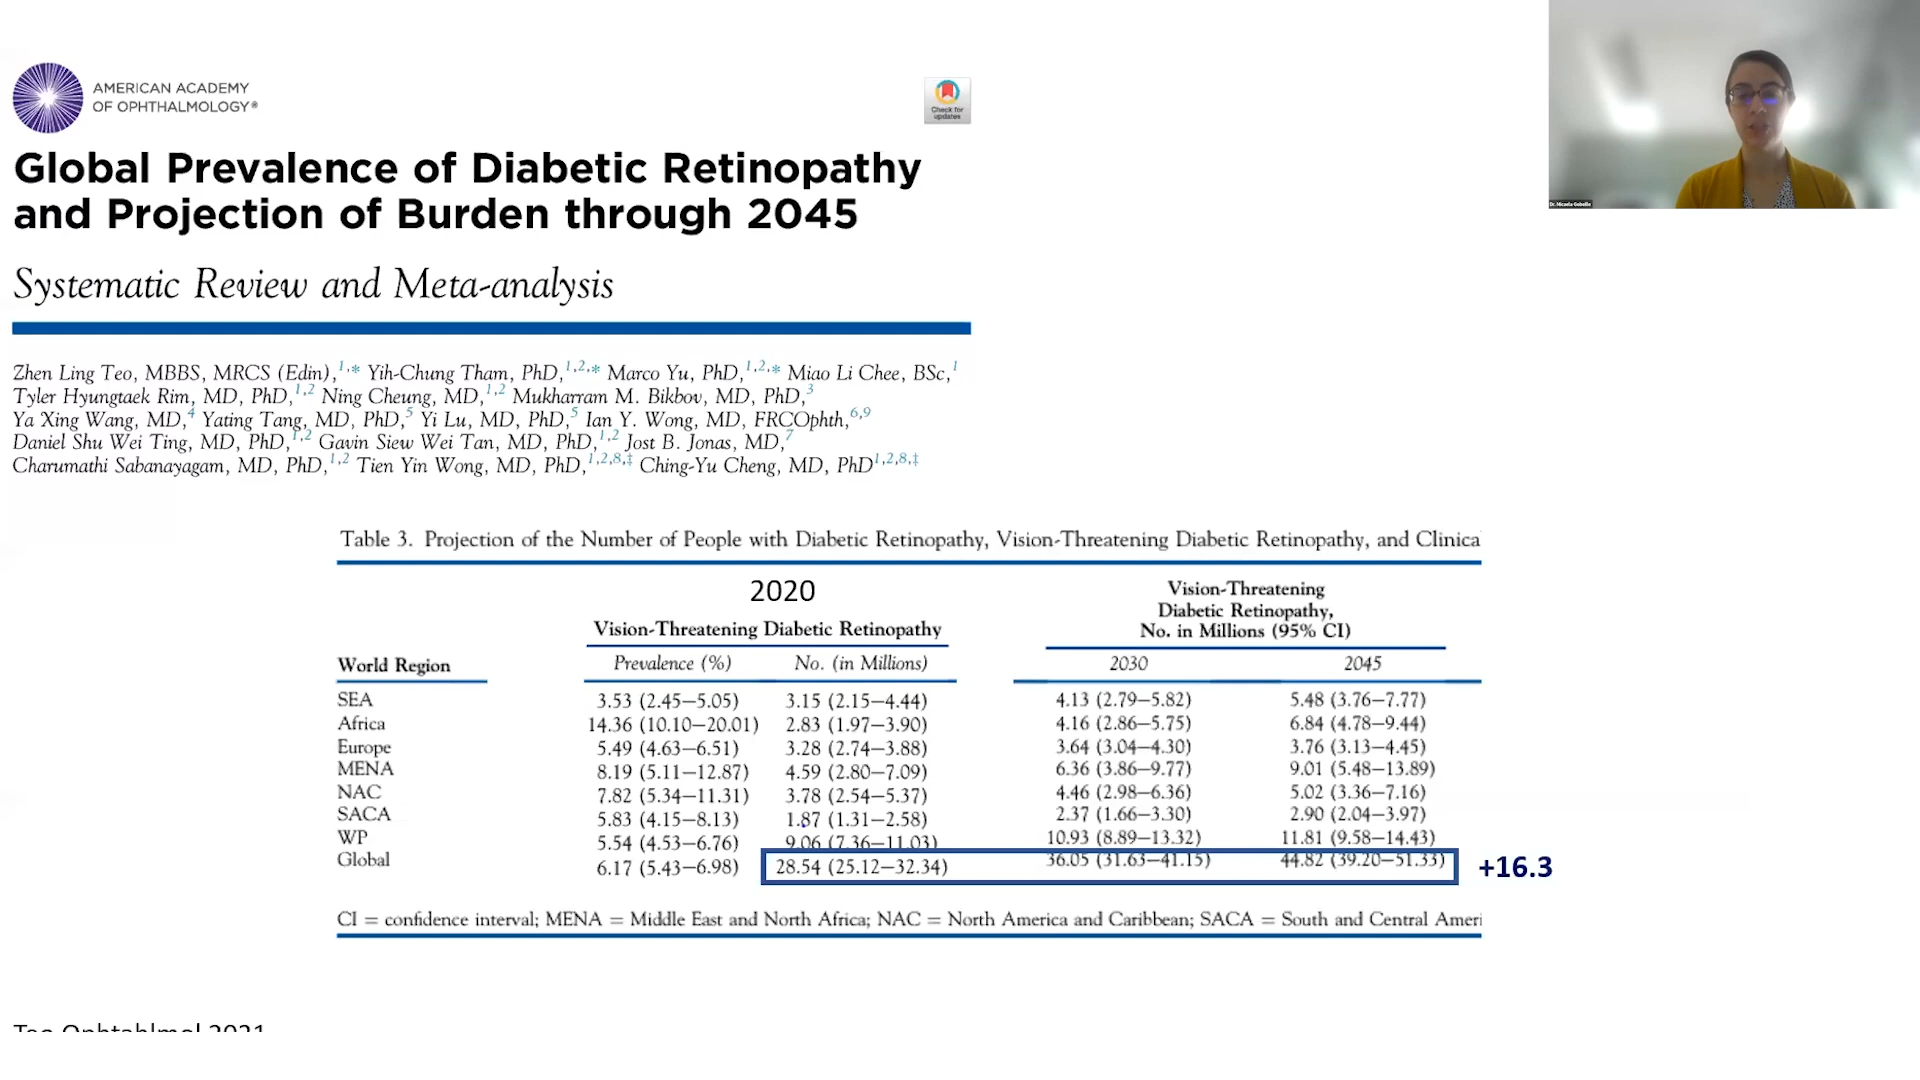 AMERICAN ACADEMY
OF OPHTHALMOLOGY®
Check for
updates
Global Prevalence of Diabetic Retinopathy
and Projection of Burden through 2045
Systematic Review and Meta-analysis
Zhen Ling Teo, MBBS, MRCS (Edin),1,* Yih-Chung Tham, PhD,1,2,* Marco Yu, PhD,1,2,* Miao Li Chee, BSc,1
Tyler Hyungtaek Rim, MD, PhD,1,2 Ning Cheung, MD,1,2 Mukharram M. Bikbov, MD, PhD,3
Ya Xing Wang, MD,4 Yating Tang, MD, PhD,5 Yi Lu, MD, PhD,5 Ian Y. Wong, MD, FRCOphth,6,9
Daniel Shu Wei Ting, MD, PhD,1,2 Gavin Siew Wei Tan, MD, PhD,1,2 Jost B. Jonas, MD,7
Charumathi Sabanayagam, MD, PhD,1,2 Tien Yin Wong, MD, PhD,1,2,8,‡ Ching-Yu Cheng, MD, PhD1,2,8,‡
Table 3. Projection of the Number of People with Diabetic Retinopathy, Vision-Threatening Diabetic Retinopathy, and Clinica
2020
Vision-Threatening Diabetic Retinopathy
Vision-Threatening
Diabetic Retinopathy,
No. in Millions (95% CI)
World Region Prevalence (%) No. (in Millions) 2030 2045
SEA 3.53 (2.45–5.05) 3.15 (2.15–4.44) 4.13 (2.79–5.82) 5.48 (3.76–7.77)
Africa 14.36 (10.10–20.01) 2.83 (1.97–3.90) 4.16 (2.86–5.75) 6.84 (4.78–9.44)
Europe 5.49 (4.63–6.51) 3.28 (2.74–3.88) 3.64 (3.04–4.30) 3.76 (3.13–4.45)
MENA 8.19 (5.11–12.87) 4.59 (2.80–7.09) 6.36 (3.86–9.77) 9.01 (5.48–13.89)
NAC 7.82 (5.34–11.31) 3.78 (2.54–5.37) 4.46 (2.98–6.36) 5.02 (3.36–7.16)
SACA 5.83 (4.15–8.13) 1.87 (1.31–2.58) 2.37 (1.66–3.30) 2.90 (2.04–3.97)
WP 5.54 (4.53–6.76) 9.06 (7.36–11.03) 10.93 (8.89–13.32) 11.81 (9.58–14.43)
Global 6.17 (5.43–6.98) 28.54 (25.12–32.34) 36.05 (31.63–41.15) 44.82 (39.20–51.33) +16.3
CI = confidence interval; MENA = Middle East and North Africa; NAC = North America and Caribbean; SACA = South and Central Ameri
Teo Ophtahlmol 2021
Dr. Micaela Gobeille